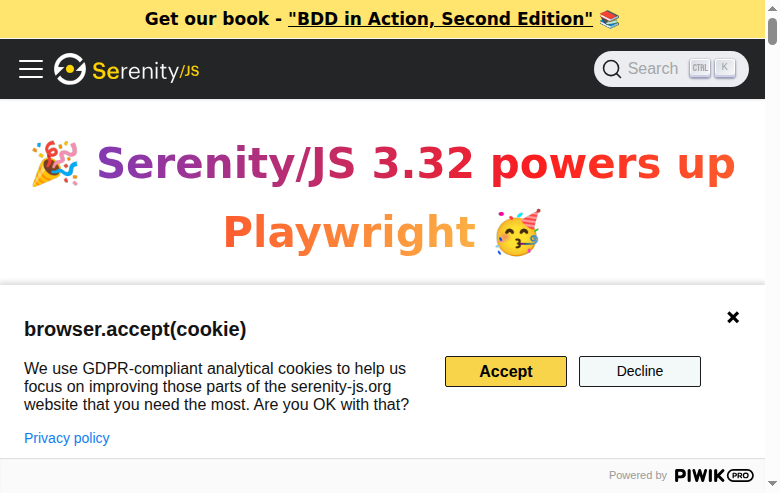 Get our book - "BDD in Action, Second Edition" 📚
Serenity/JS
Search CTRL K
🎉 Serenity/JS 3.32 powers up
Playwright 🥳
browser.accept(cookie)
We use GDPR-compliant analytical cookies to help us
focus on improving those parts of the serenity-js.org
website that you need the most. Are you OK with that?
Accept
Decline
Privacy policy
Powered by PIWIK PRO